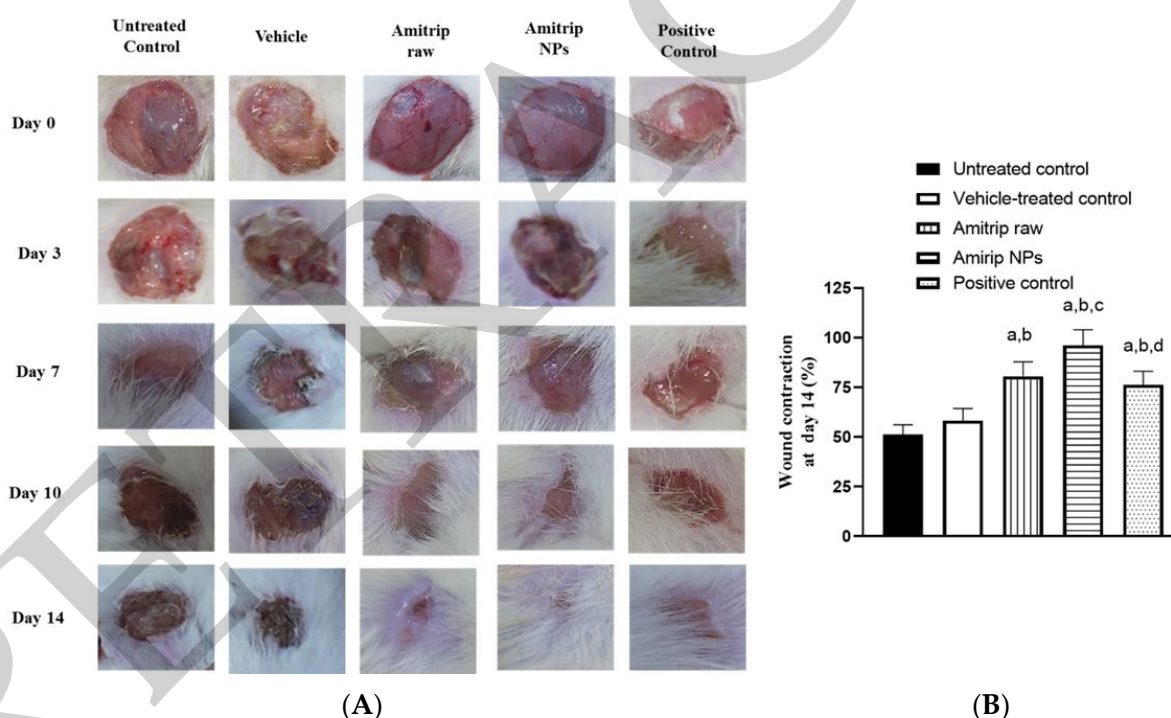 Untreated
Control
Vehicle
Amitrip
raw
Amitrip
NPs
Positive
Control
Day 0
Day 3
Day 7
Day 10
Day 14
(A)
Untreated control
Vehicle-treated control
Amitrip raw
Amirip NPs
Positive control
Wound contraction
at day 14 (%)
125
100
75
50
25
0
a,b
a,b,c
a,b,d
(B)